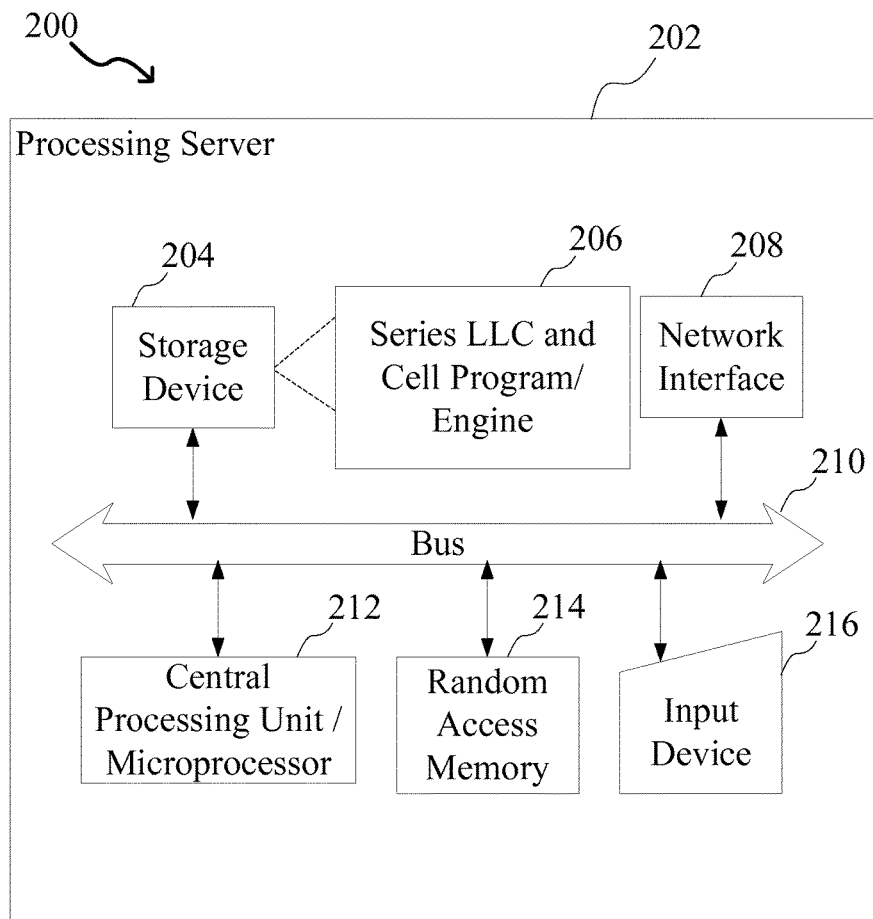 200
202
Processing Server
204
206
208
Storage
Device
Series LLC and
Cell Program/
Engine
Network
Interface
210
Bus
212
214
216
Central
Processing Unit /
Microprocessor
Random
Access
Memory
Input
Device